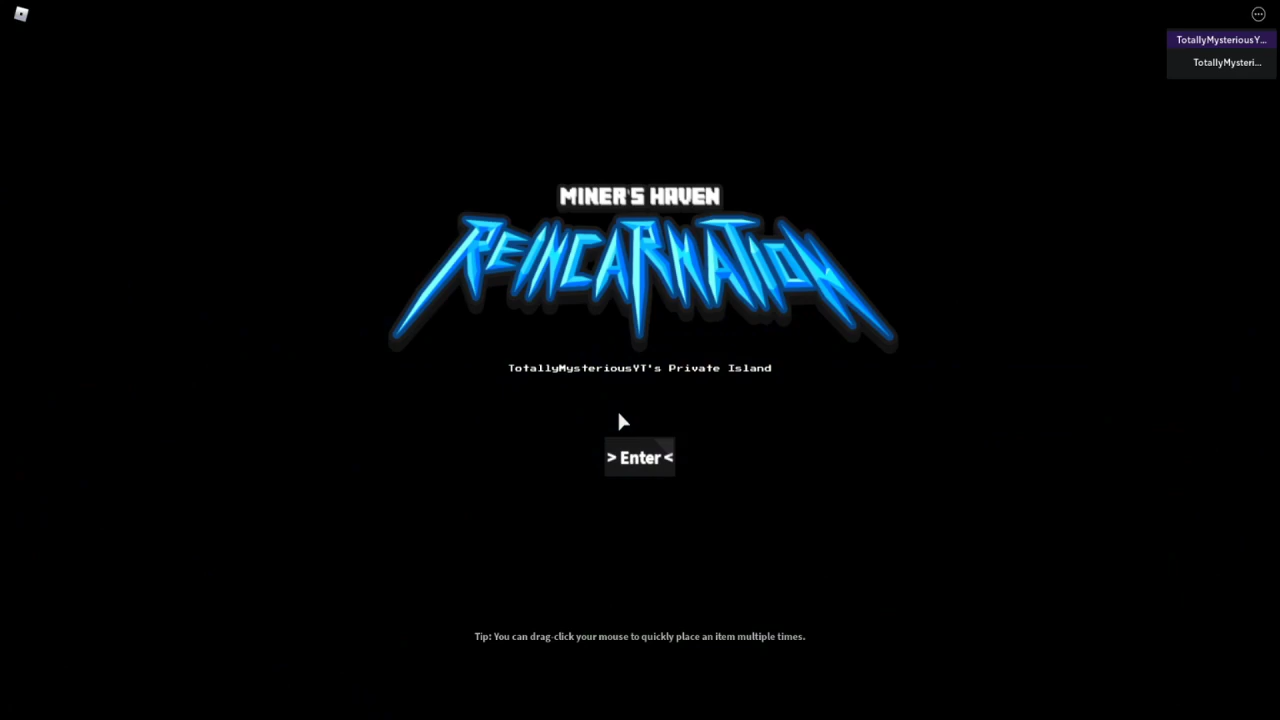 TotallyMysteriousY...
TotallyMysteri...
MINER'S HAVEN
REINCARNATION
TotallyMysteriousYT's Private Island
> Enter <
Tip: You can drag-click your mouse to quickly place an item multiple times.